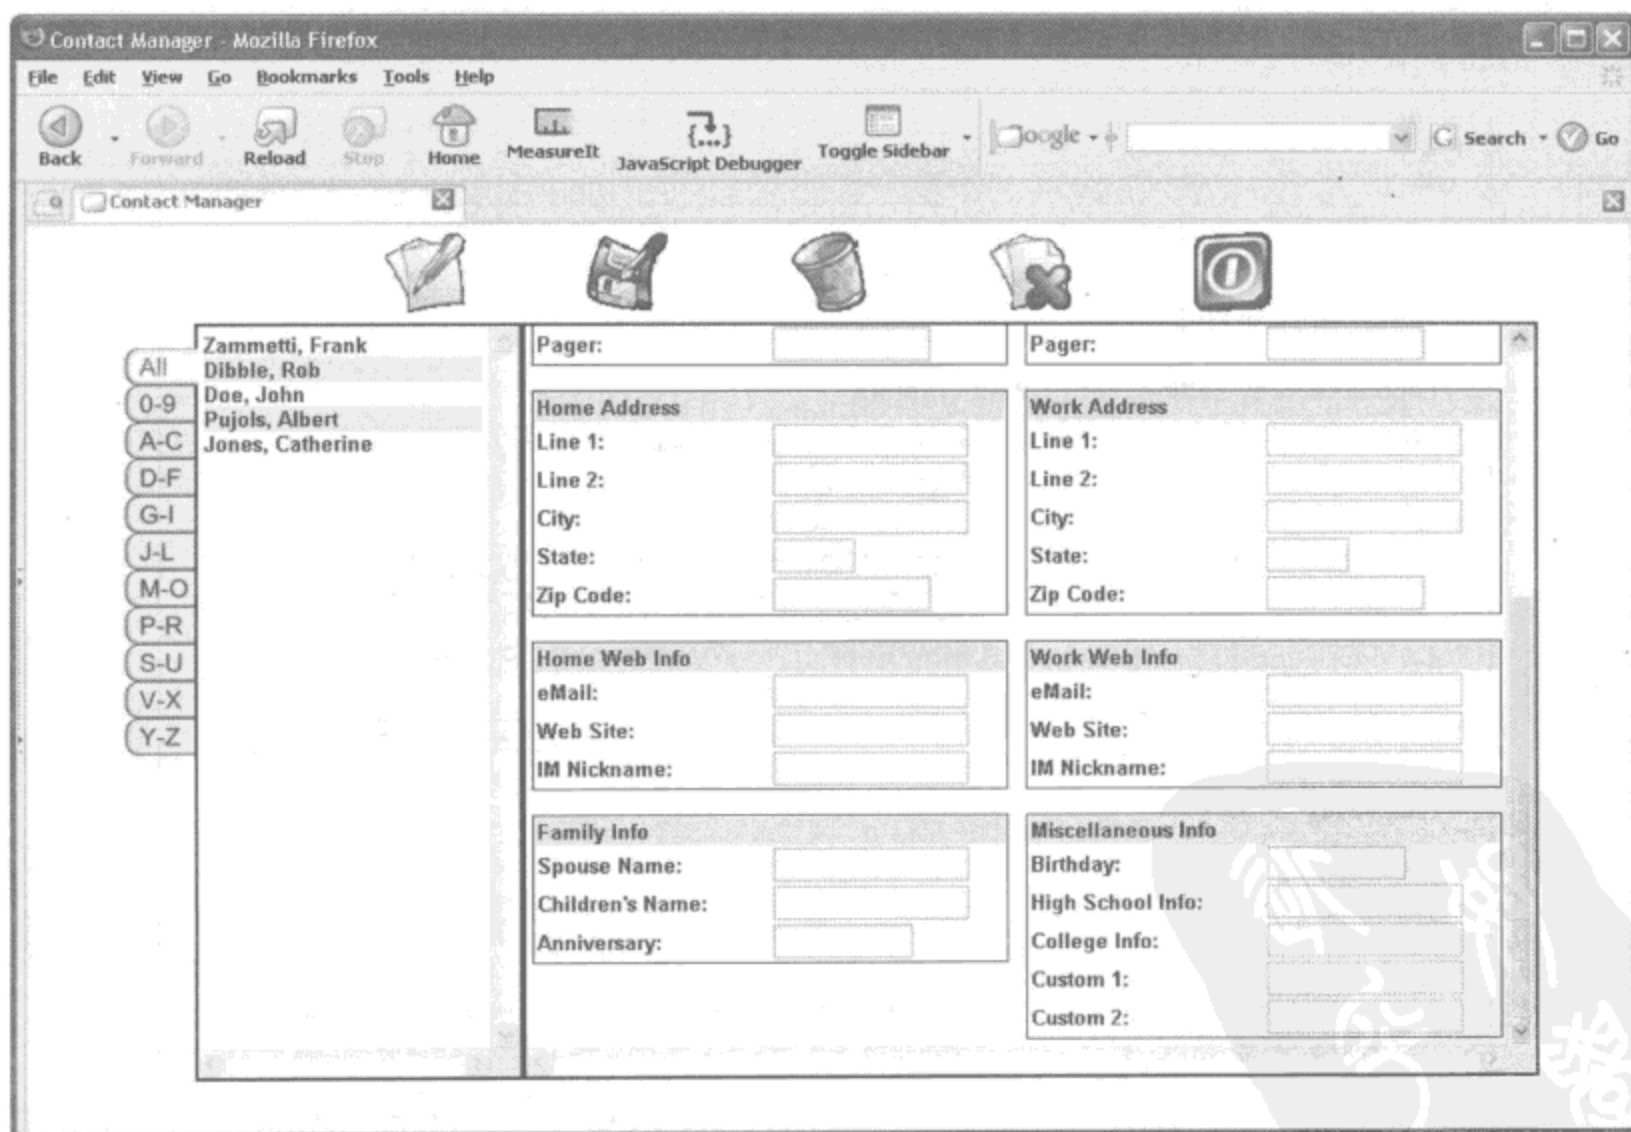 Contact Manager - Mozilla Firefox
File Edit View Go Bookmarks Tools Help
Back Forward Reload Stop Home MeasureIt JavaScript Debugger Toggle Sidebar Google Search Go
Contact Manager
All
0-9
A-C
D-F
G-I
J-L
M-O
P-R
S-U
V-X
Y-Z
Zammetti, Frank
Dibble, Rob
Doe, John
Pujols, Albert
Jones, Catherine
Pager:
Home Address
Line 1:
Line 2:
City:
State:
Zip Code:
Home Web Info
eMail:
Web Site:
IM Nickname:
Family Info
Spouse Name:
Children's Name:
Anniversary:
Pager:
Work Address
Line 1:
Line 2:
City:
State:
Zip Code:
Work Web Info
eMail:
Web Site:
IM Nickname:
Miscellaneous Info
Birthday:
High School Info:
College Info:
Custom 1:
Custom 2: